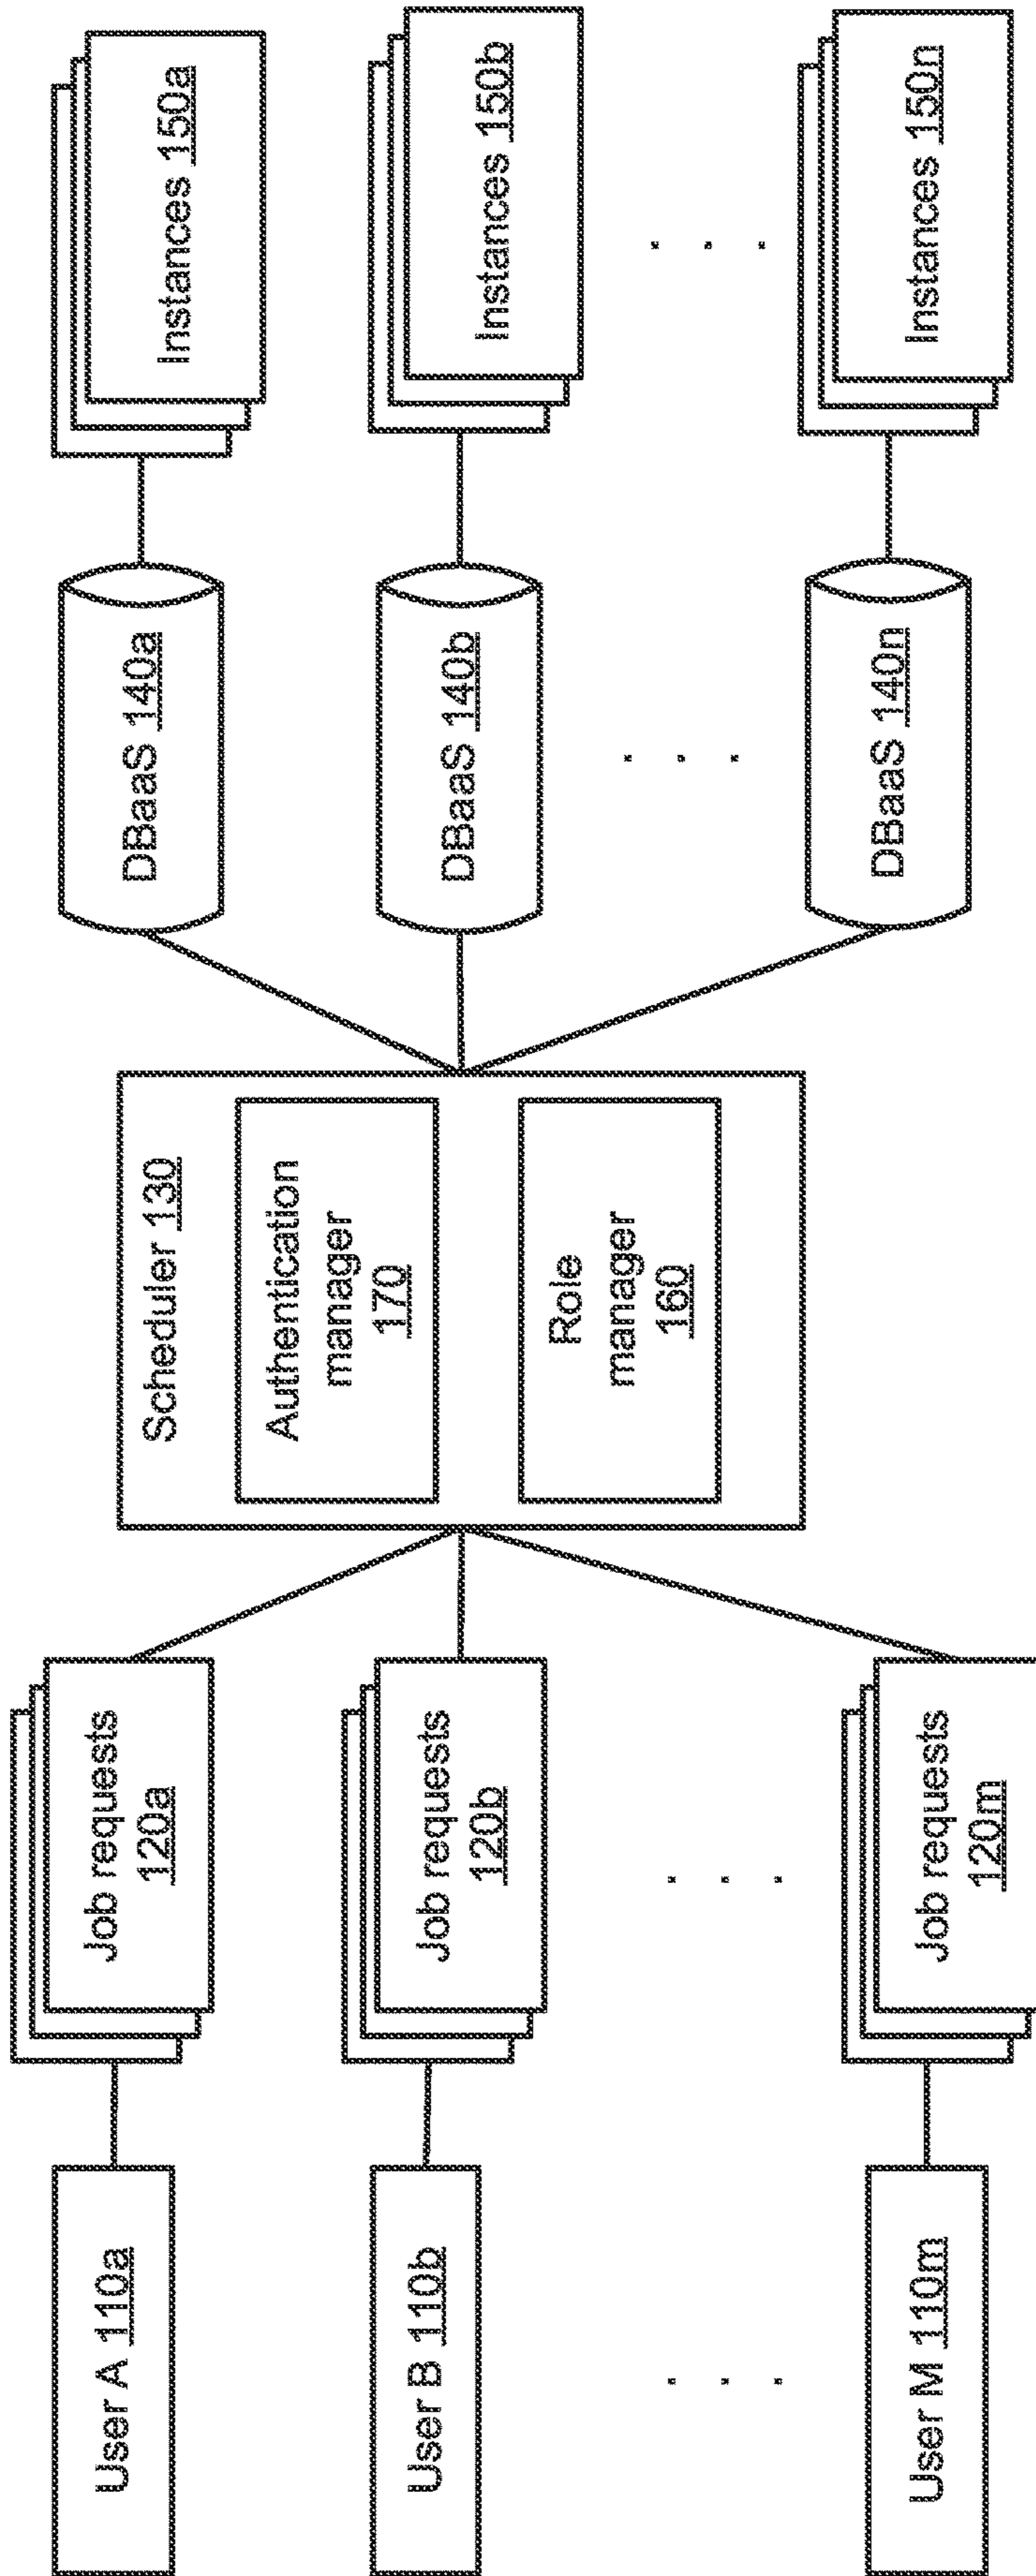 User A 110a
Job requests
120a
User B 110b
Job requests
120b
User M 110m
Job requests
120m
Scheduler 130
Authentication
manager
170
Role
manager
160
DBaaS 140a
Instances 150a
DBaaS 140b
Instances 150b
DBaaS 140n
Instances 150n